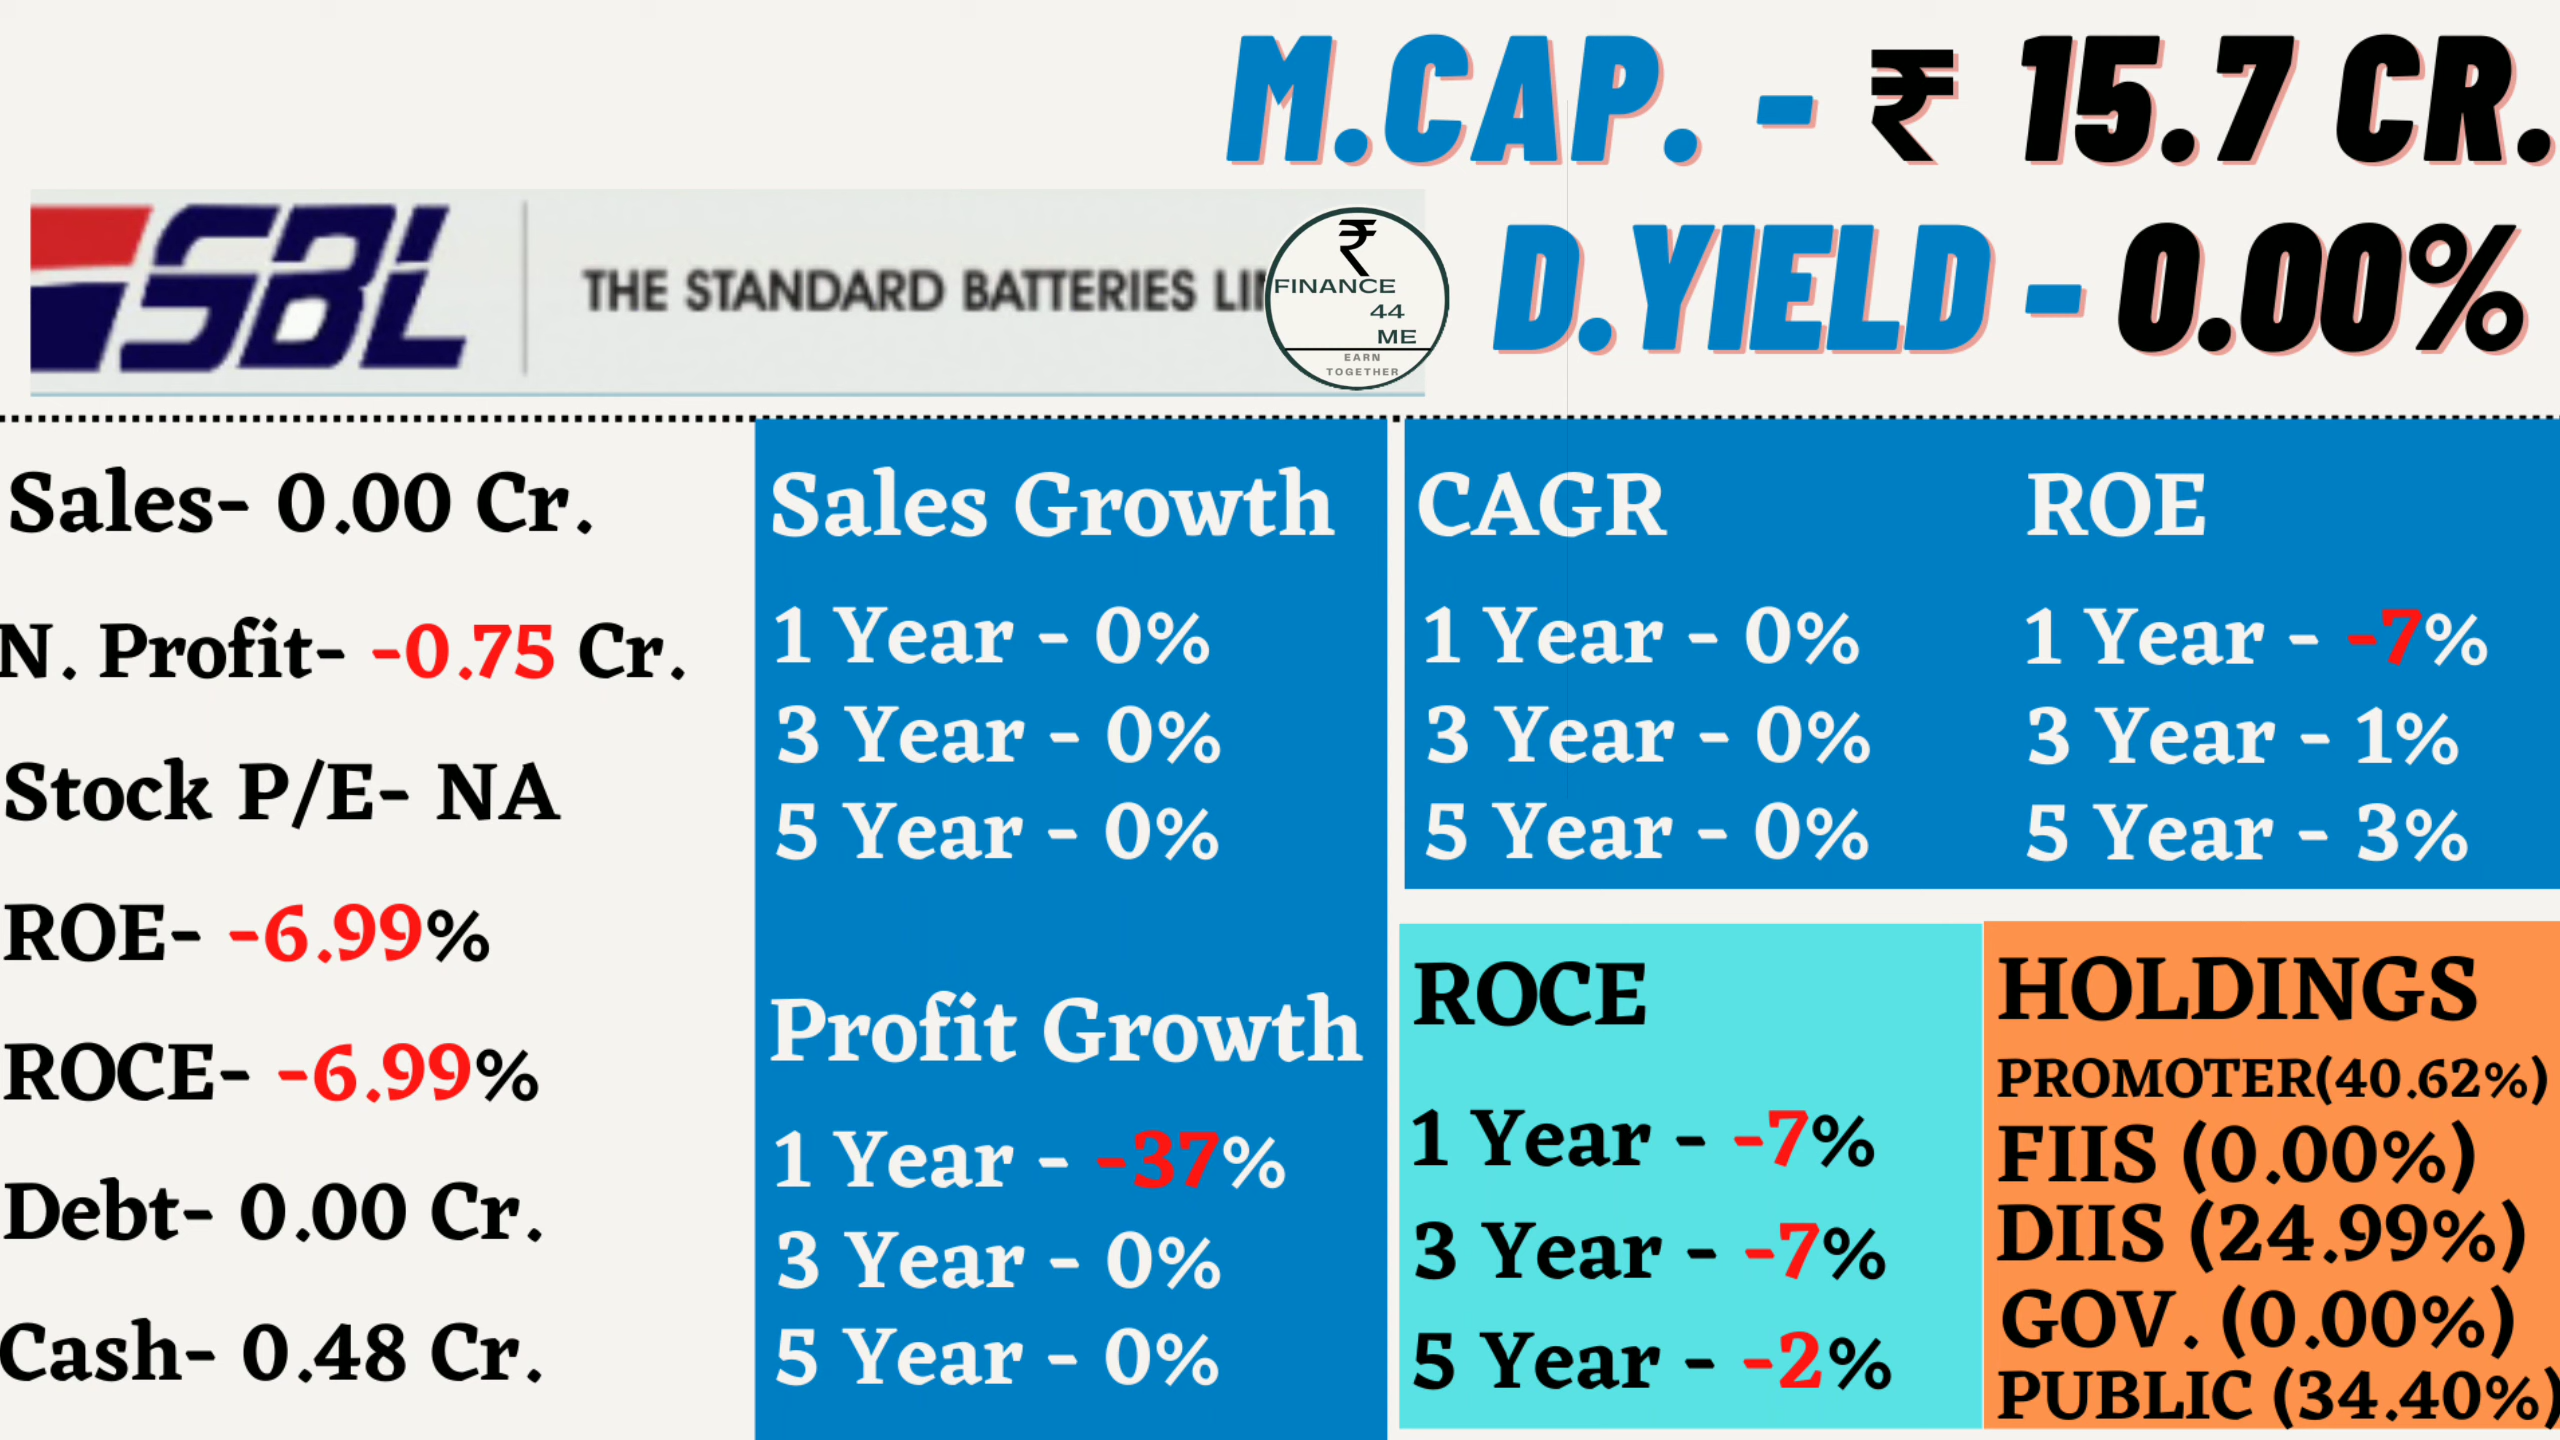 M.CAP. - ₹ 15.7 CR.
SBL
THE STANDARD BATTERIES
₹
FINANCE
44
ME
EARN
TOGETHER
D.YIELD - 0.00%
Sales- 0.00 Cr.
N. Profit- -0.75 Cr.
Stock P/E- NA
ROE- -6.99%
ROCE- -6.99%
Debt- 0.00 Cr.
Cash- 0.48 Cr.
Sales Growth
1 Year - 0%
3 Year - 0%
5 Year - 0%
Profit Growth
1 Year - -37%
3 Year - 0%
5 Year - 0%
CAGR
1 Year - 0%
3 Year - 0%
5 Year - 0%
ROE
1 Year - -7%
3 Year - 1%
5 Year - 3%
ROCE
1 Year - -7%
3 Year - -7%
5 Year - -2%
HOLDINGS
PROMOTER(40.62%)
FIIS (0.00%)
DIIS (24.99%)
GOV. (0.00%)
PUBLIC (34.40%)